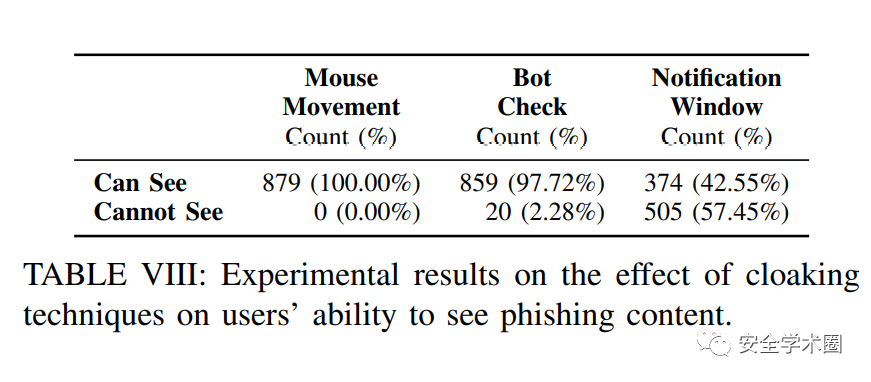 Mouse Movement Bot Check Notification Window
Count (%) Count (%) Count (%)
Can See 879 (100.00%) 859 (97.72%) 374 (42.55%)
Cannot See 0 (0.00%) 20 (2.28%) 505 (57.45%)
TABLE VIII: Experimental results on the effect of cloaking
techniques on users' ability to see phishing content.
安全学术圈